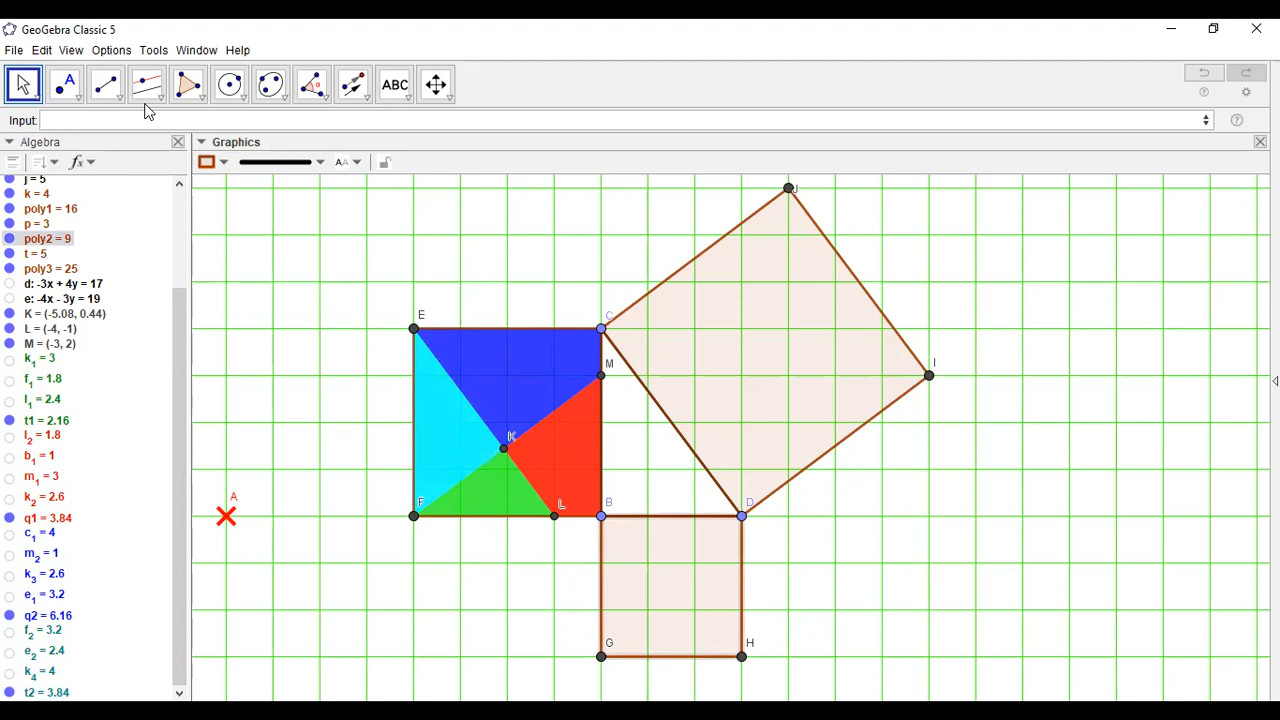 GeoGebra Classic 5
File Edit View Options Tools Window Help
A ABC
Input:
Algebra
Graphics
fx AA
j = 5
k = 4
poly1 = 16
p = 3
poly2 = 9
t = 5
poly3 = 25
d: -3x + 4y = 17
e: -4x - 3y = 19
K = (-5.08, 0.44)
L = (-4, -1)
M = (-3, 2)
k₁ = 3
f₁ = 1.8
l₁ = 2.4
t1 = 2.16
l₂ = 1.8
b₁ = 1
m₁ = 3
k₂ = 2.6
q1 = 3.84
c₁ = 4
m₂ = 1
k₃ = 2.6
e₁ = 3.2
q2 = 6.16
f₂ = 3.2
e₂ = 2.4
k₄ = 4
t2 = 3.84
J
E C
M I
K
A F L B D
G H